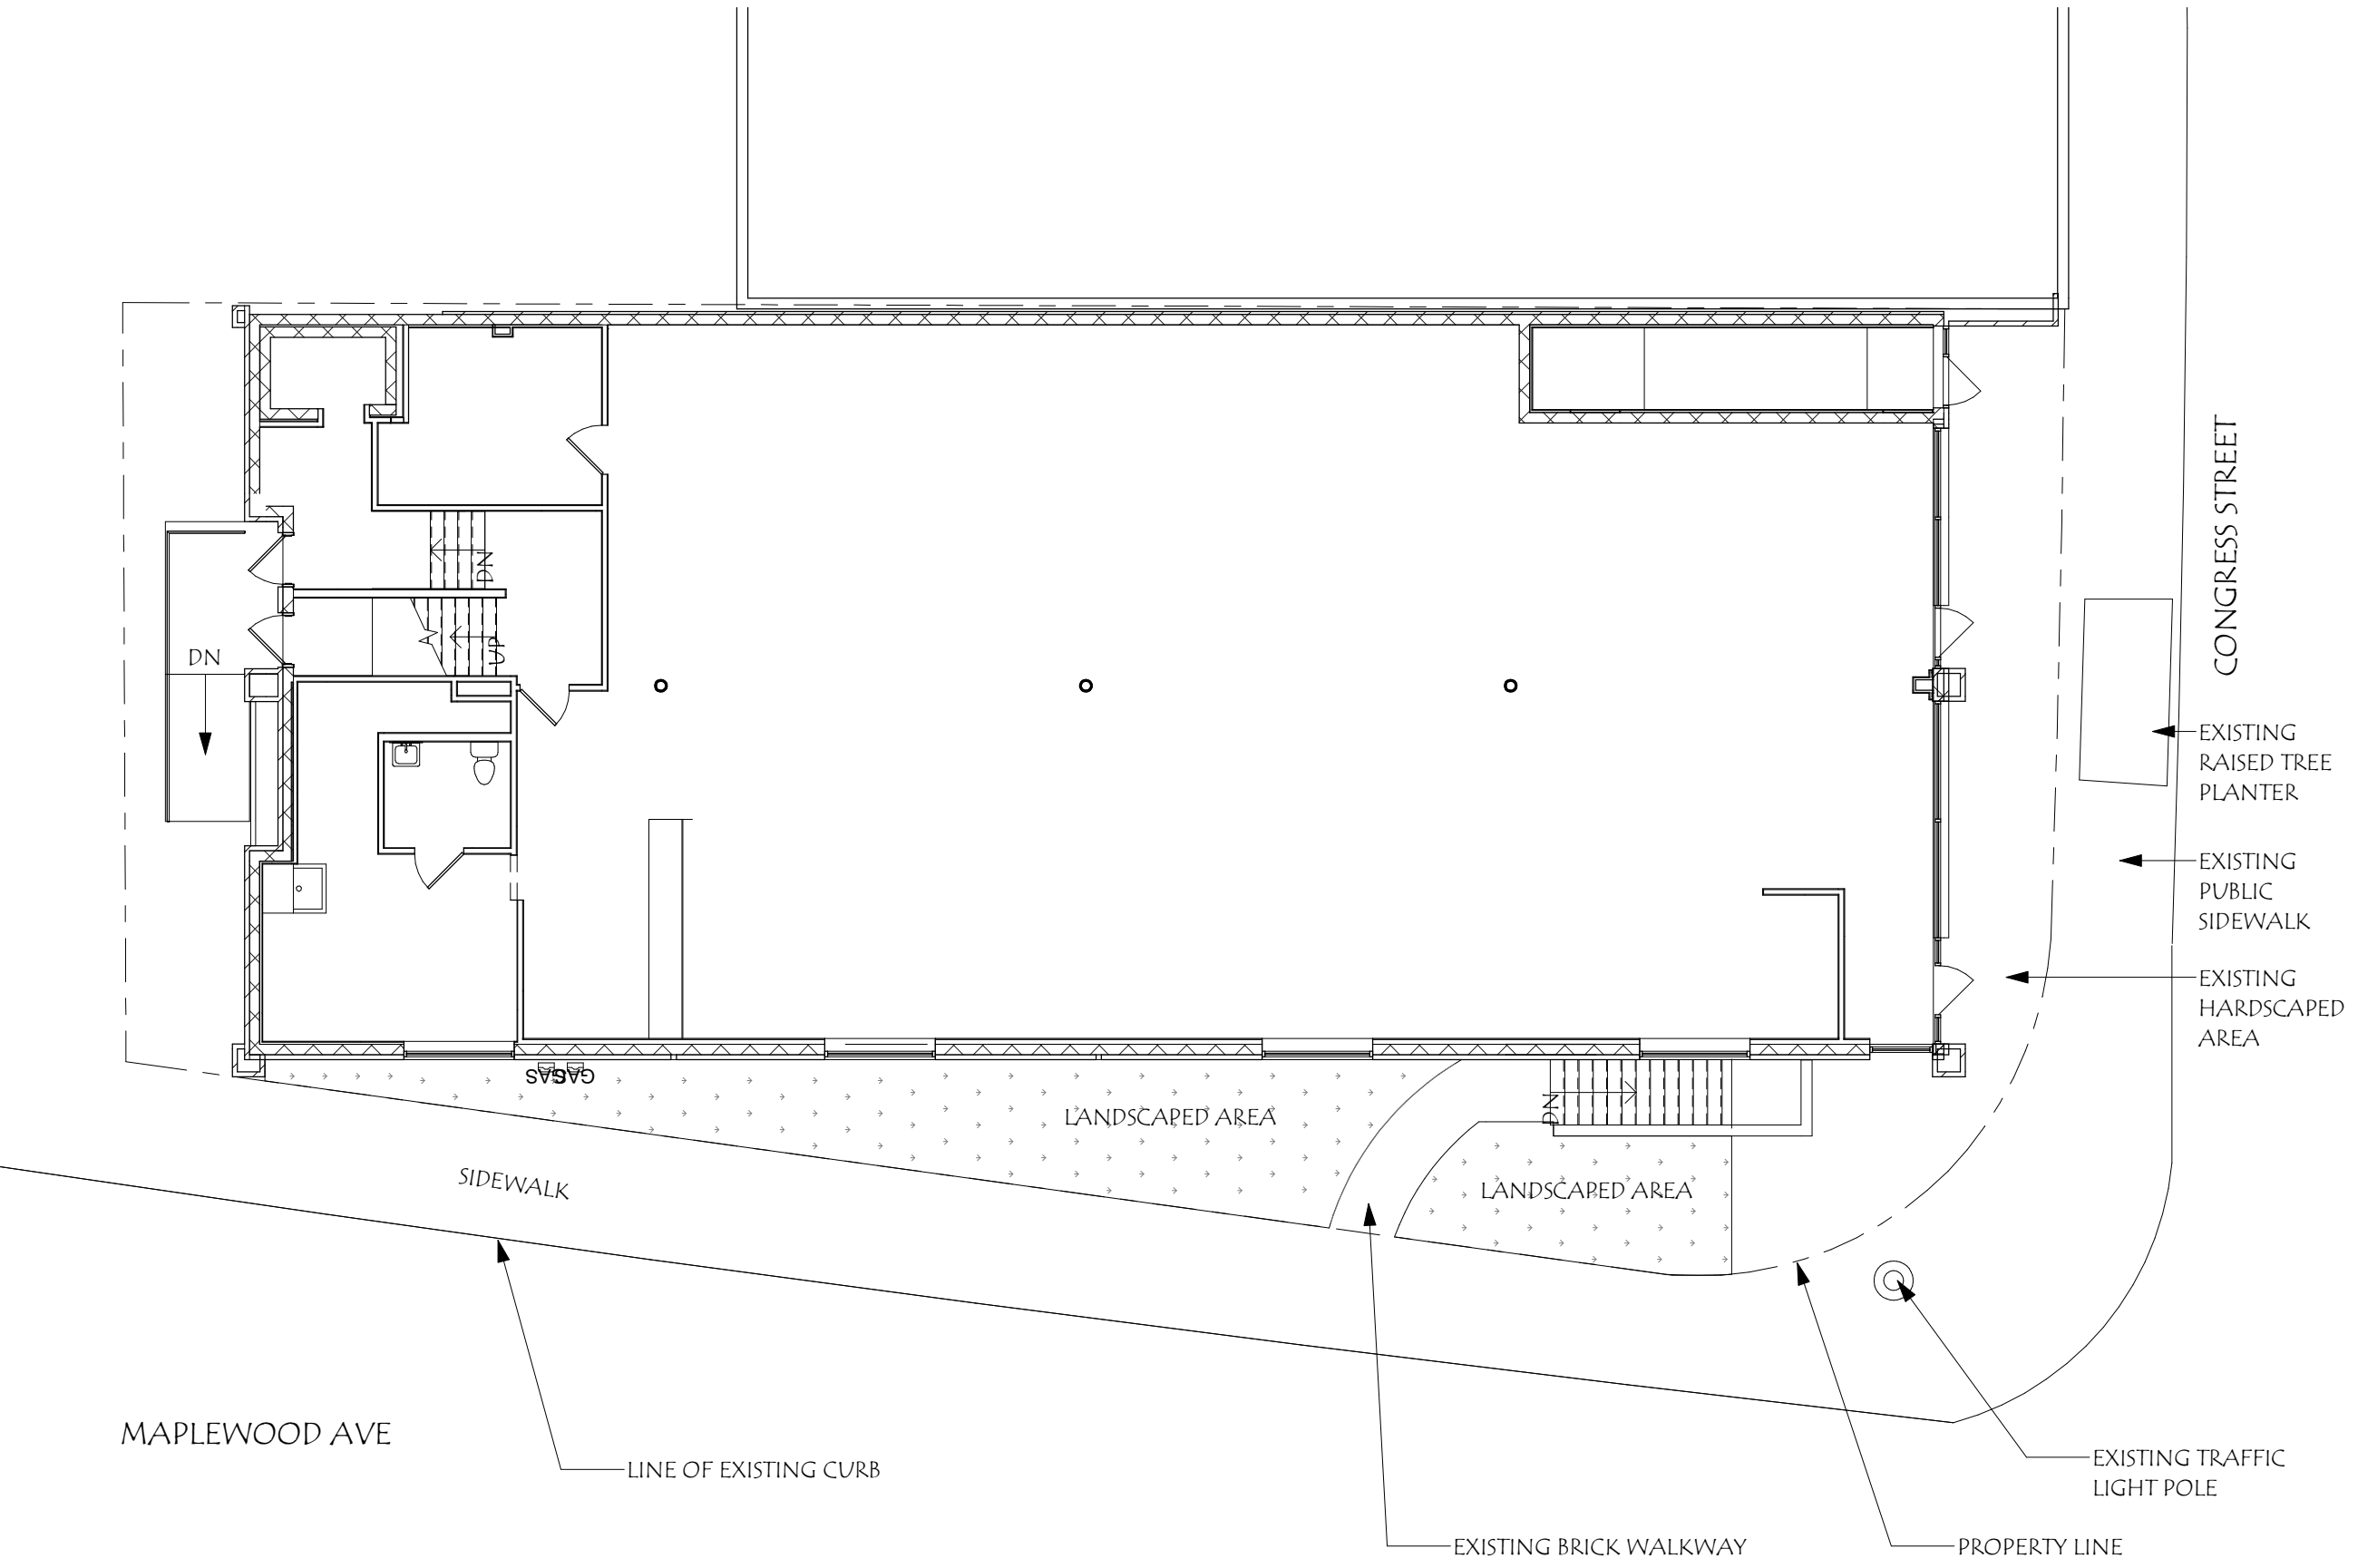 CONGRESS STREET
DN
UP
DN
EXISTING
RAISED TREE
PLANTER
EXISTING
PUBLIC
SIDEWALK
EXISTING
HARDSCAPED
AREA
GAS
GAS
DN
LANDSCAPED AREA
LANDSCAPED AREA
SIDEWALK
MAPLEWOOD AVE
LINE OF EXISTING CURB
EXISTING TRAFFIC
LIGHT POLE
EXISTING BRICK WALKWAY
PROPERTY LINE